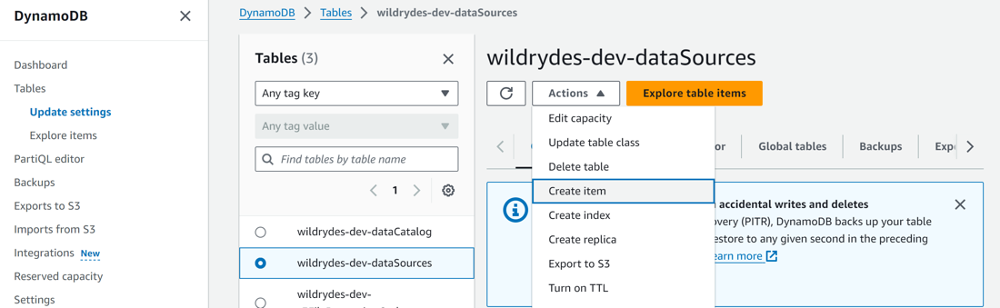 DynamoDB
Dashboard
Tables
Update settings
Explore items
PartiQL editor
Backups
Exports to S3
Imports from S3
Integrations New
Reserved capacity
Settings
DynamoDB > Tables > wildrydes-dev-dataSources
Tables (3)
Any tag key
Any tag value
Find tables by table name
1
wildrydes-dev-dataCatalog
wildrydes-dev-dataSources
wildrydes-dev-
wildrydes-dev-dataSources
Actions
Explore table items
Edit capacity
Update table class
Delete table
Create item
Create index
Create replica
Export to S3
Turn on TTL
Global tables
Backups
accidental writes and deletes
overy (PITR), DynamoDB backs up your table
estore to any given second in the preceding
earn more